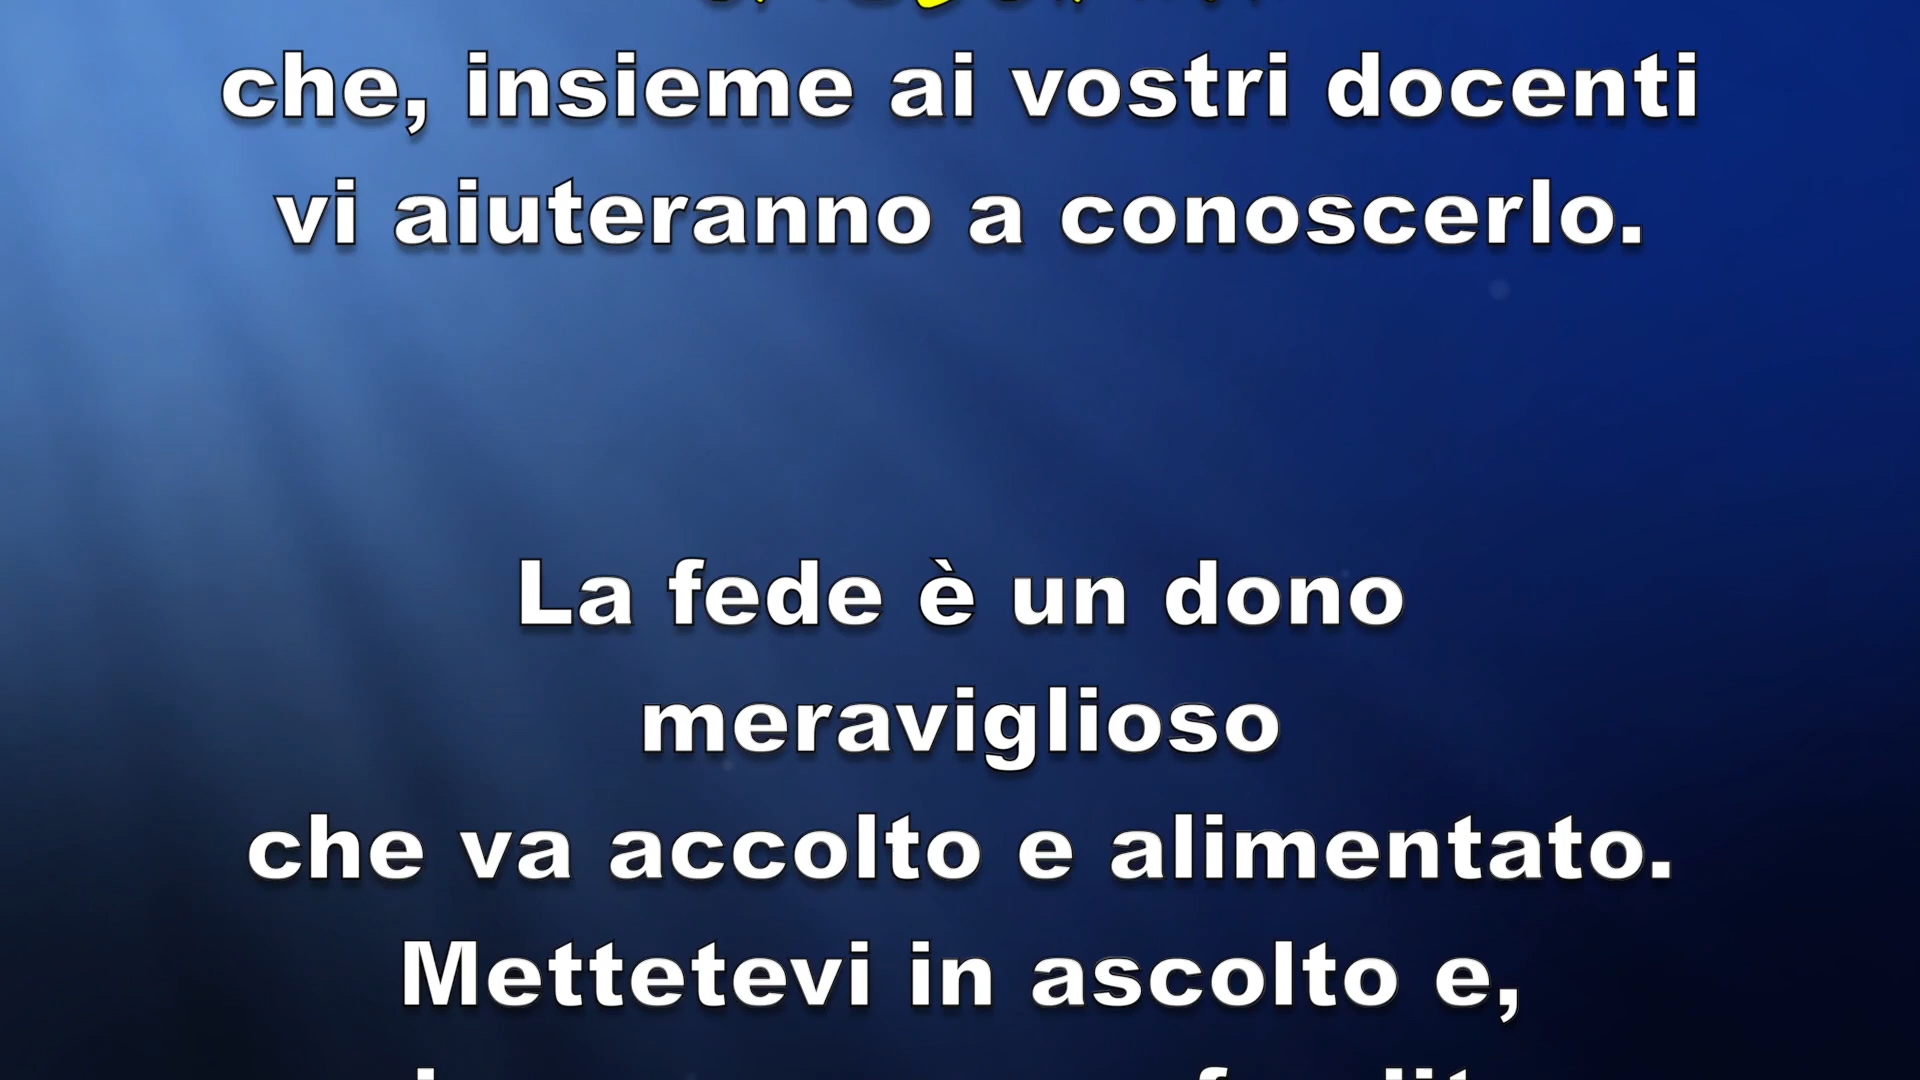 che, insieme ai vostri docenti
vi aiuteranno a conoscerlo.
La fede è un dono
meraviglioso
che va accolto e alimentato.
Mettetevi in ascolto e,